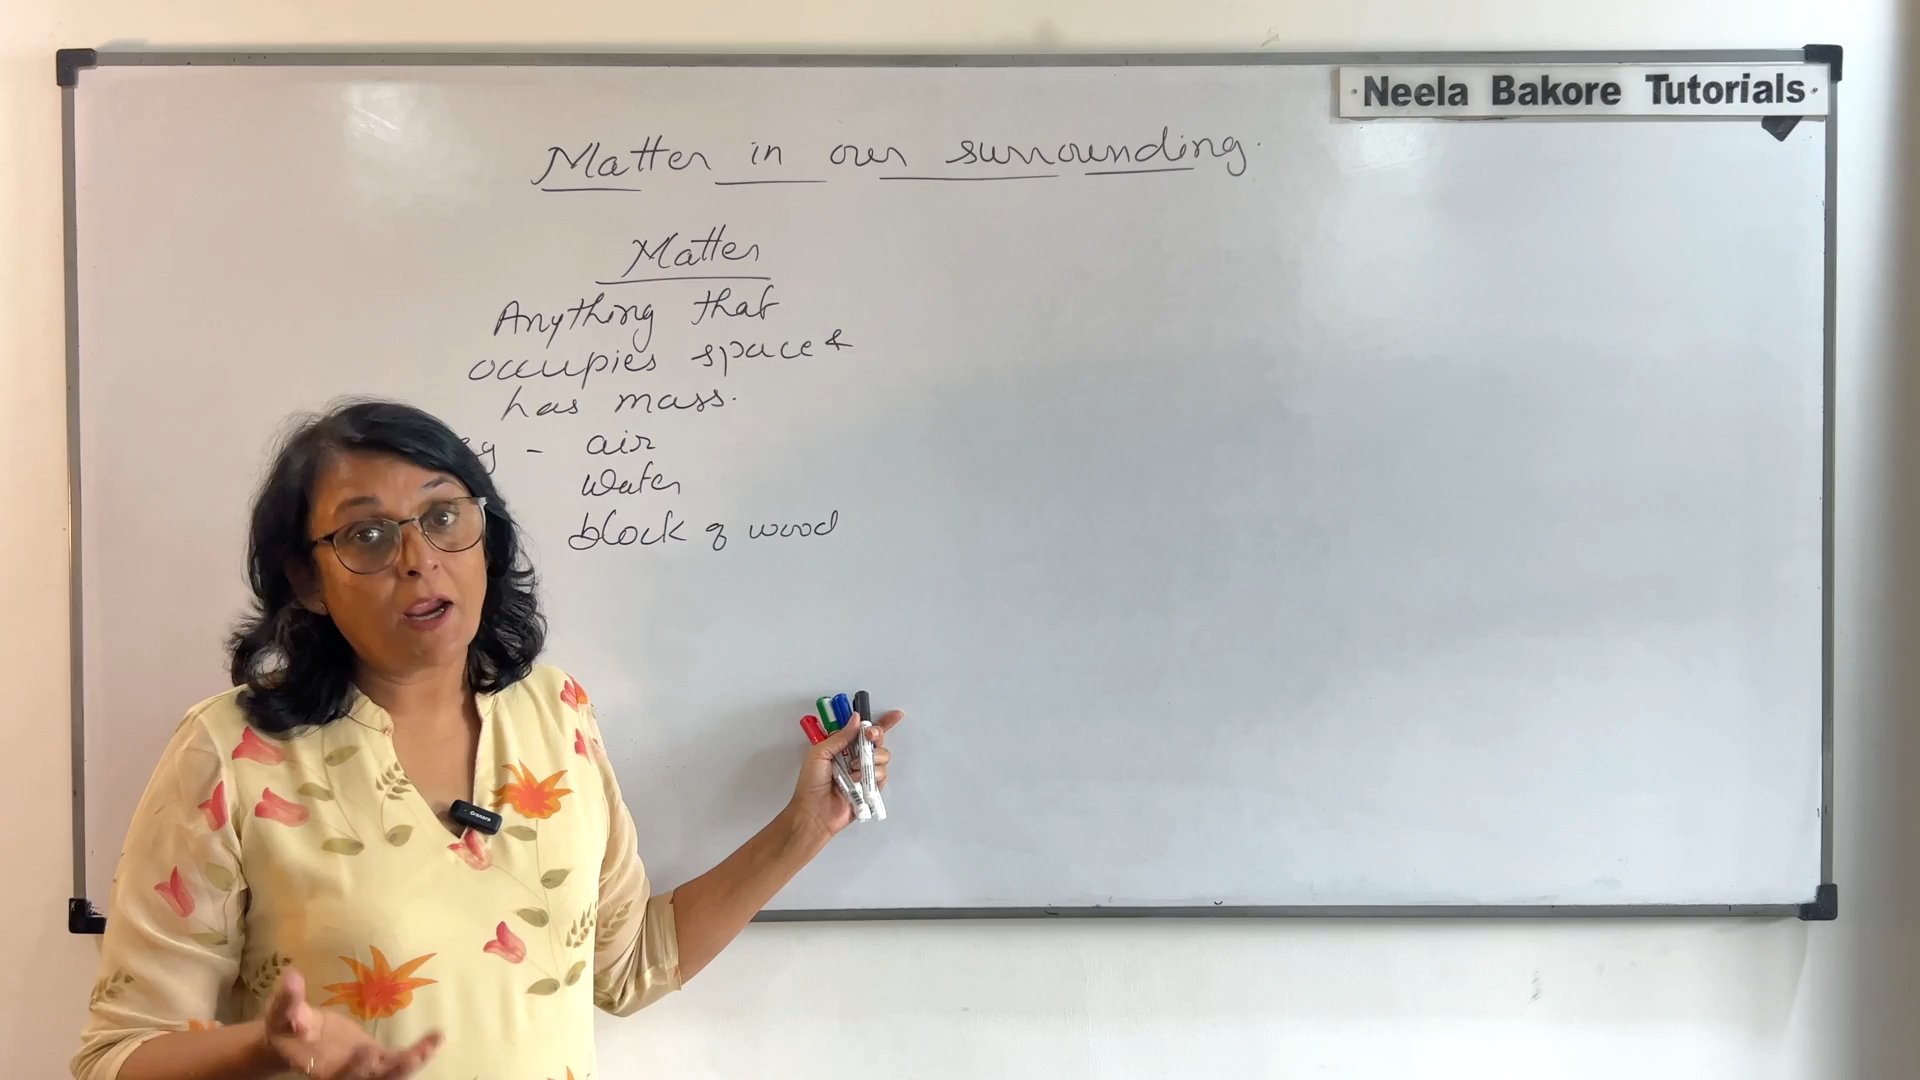 Neela Bakore Tutorials
Matter in our surrounding.
Matter
Anything that
occupies space &
has mass.
eg - air
water
block of wood